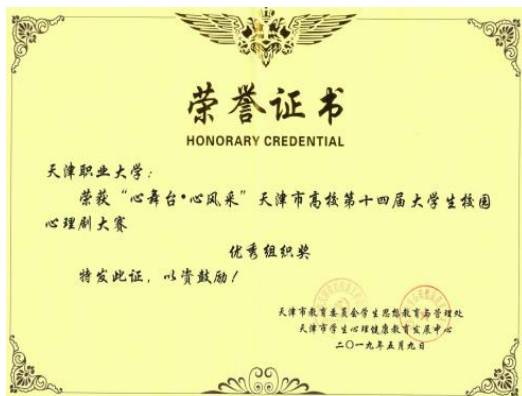 荣誉证书
HONORARY CREDENTIAL
天津职业大学：
荣获“心舞台•心风采”天津市高校第十四届大学生校园
心理剧大赛
优秀组织奖
特发此证，以资鼓励！
天津市教育委员会学生思想教育与管理处
天津市学生心理健康教育发展中心
二〇一九年五月九日